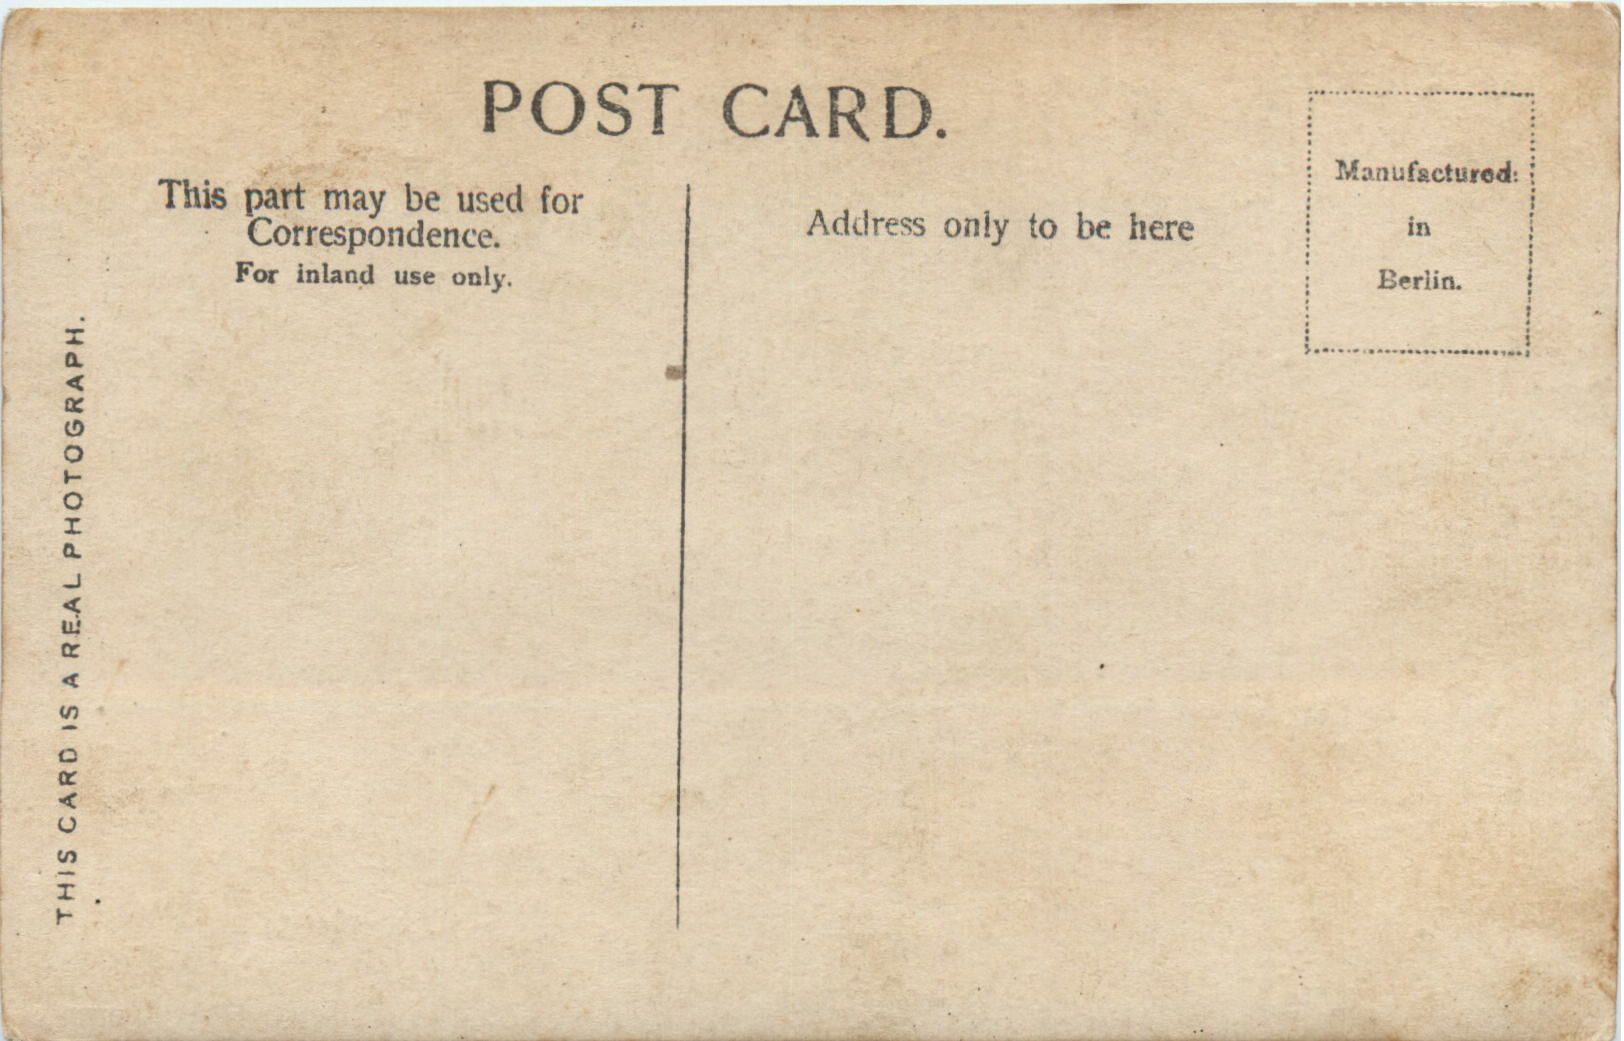 POST CARD.
This part may be used for
Correspondence.
For inland use only.
Address only to be here
Manufactured:
in
Berlin.
THIS CARD IS A REAL PHOTOGRAPH.